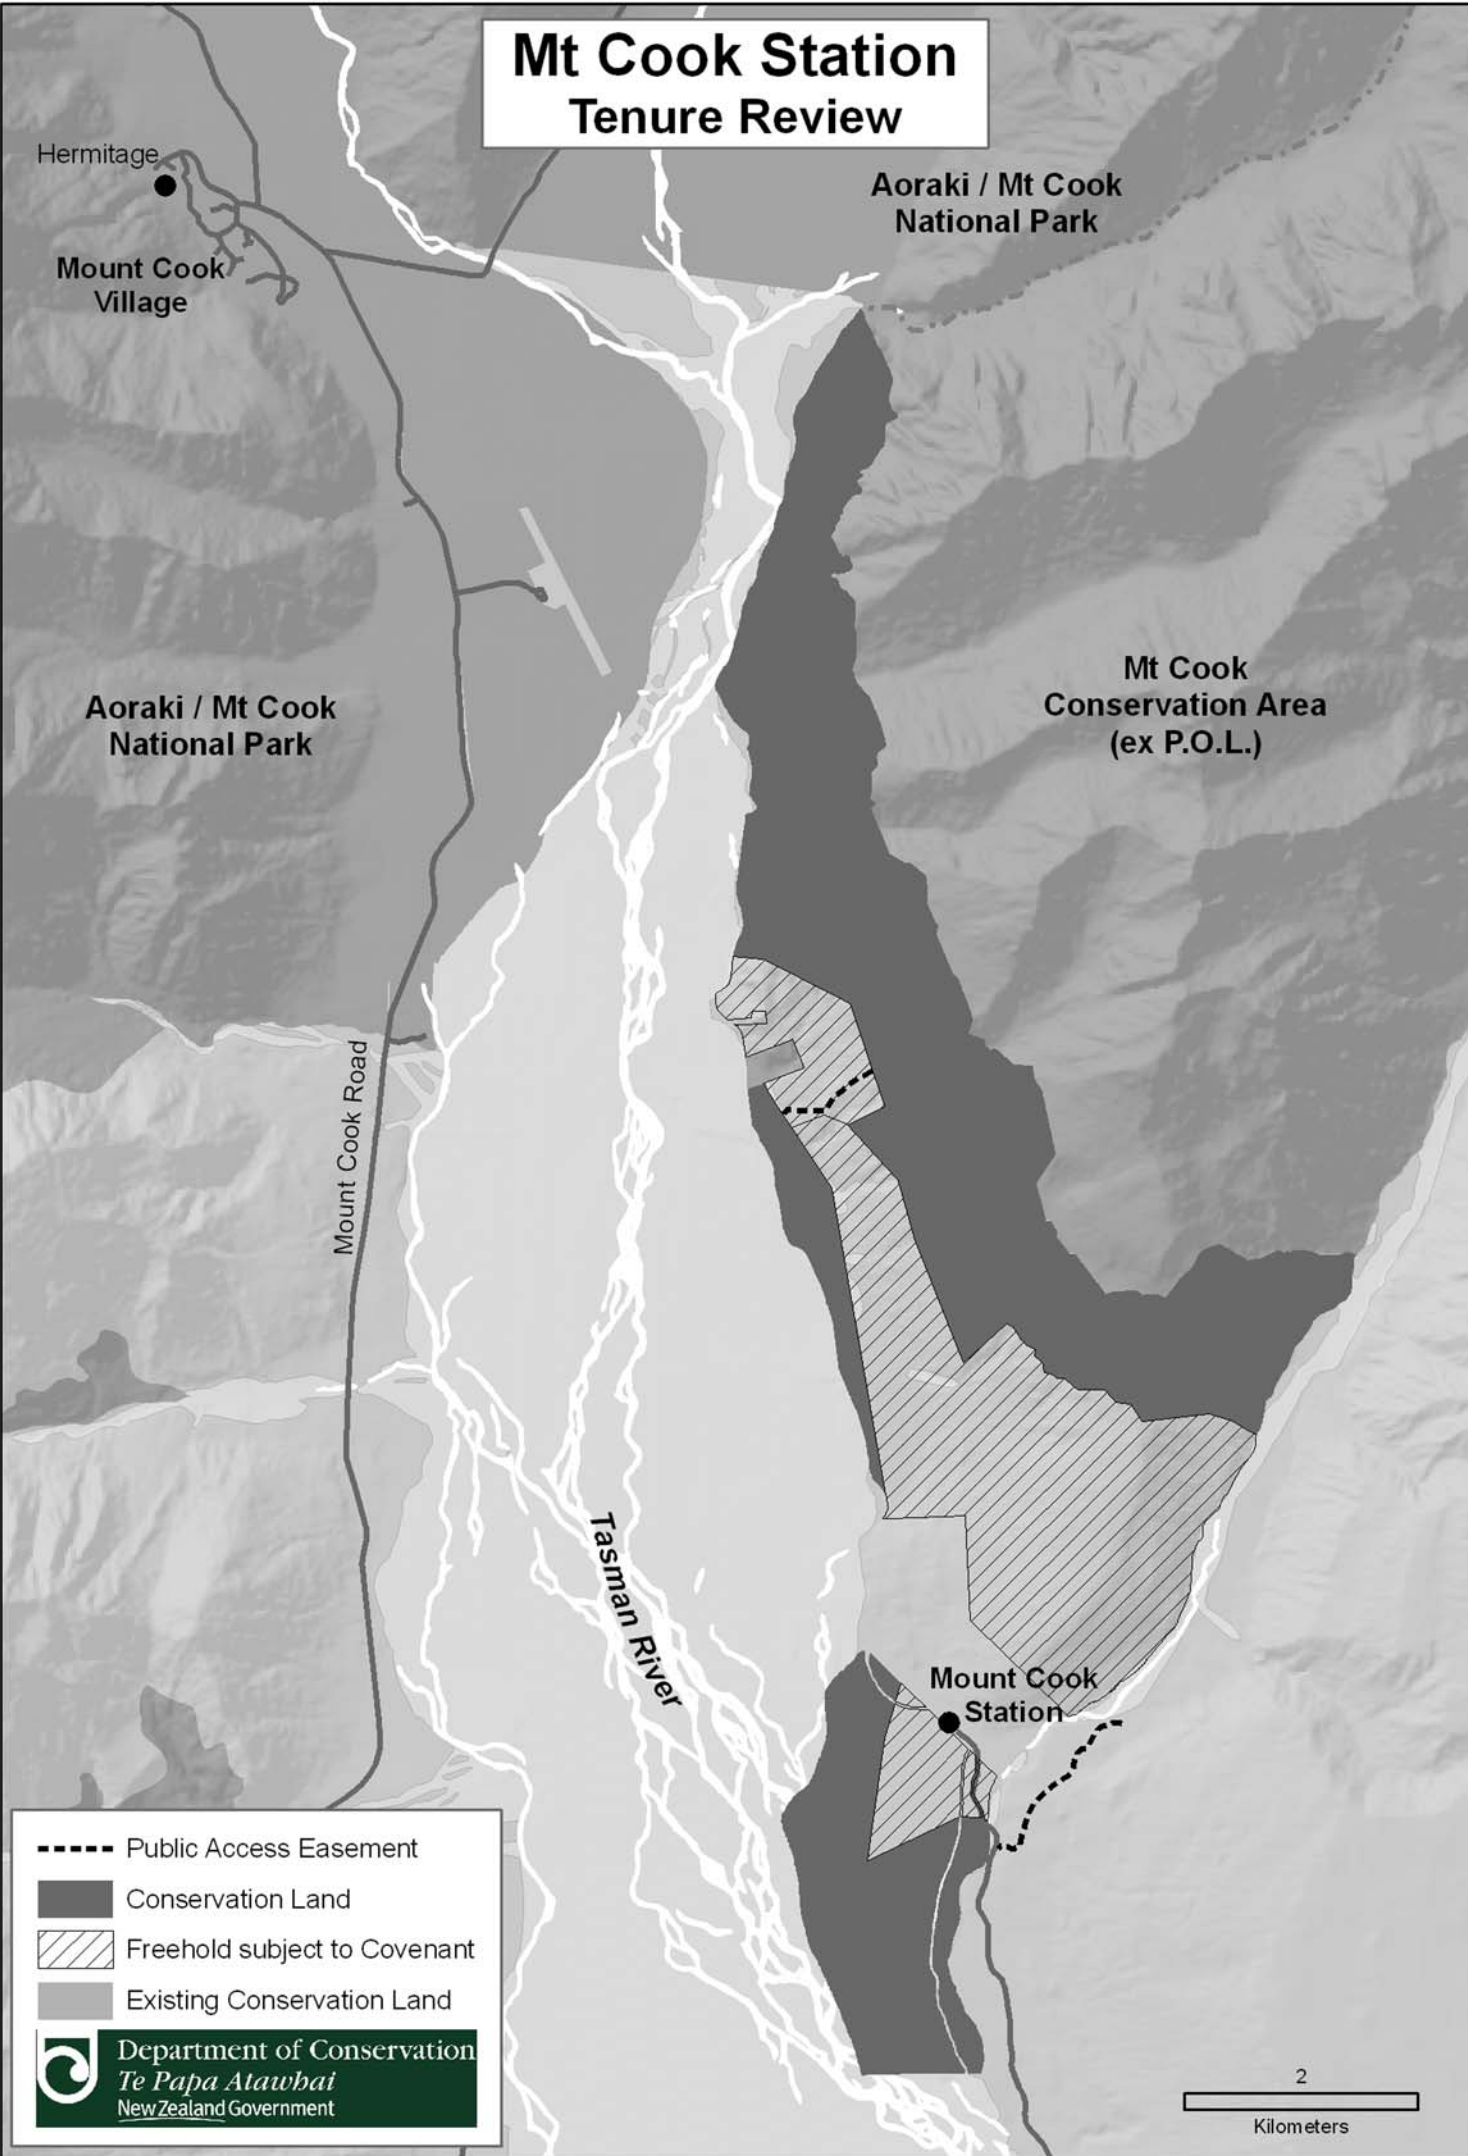 Mt Cook Station
Tenure Review
Hermitage
Mount Cook
Village
Aoraki / Mt Cook
National Park
Aoraki / Mt Cook
National Park
Mt Cook
Conservation Area
(ex P.O.L.)
Mount Cook Road
Tasman River
Mount Cook
Station
Public Access Easement
Conservation Land
Freehold subject to Covenant
Existing Conservation Land
Department of Conservation
Te Papa Atawhai
New Zealand Government
2
Kilometers